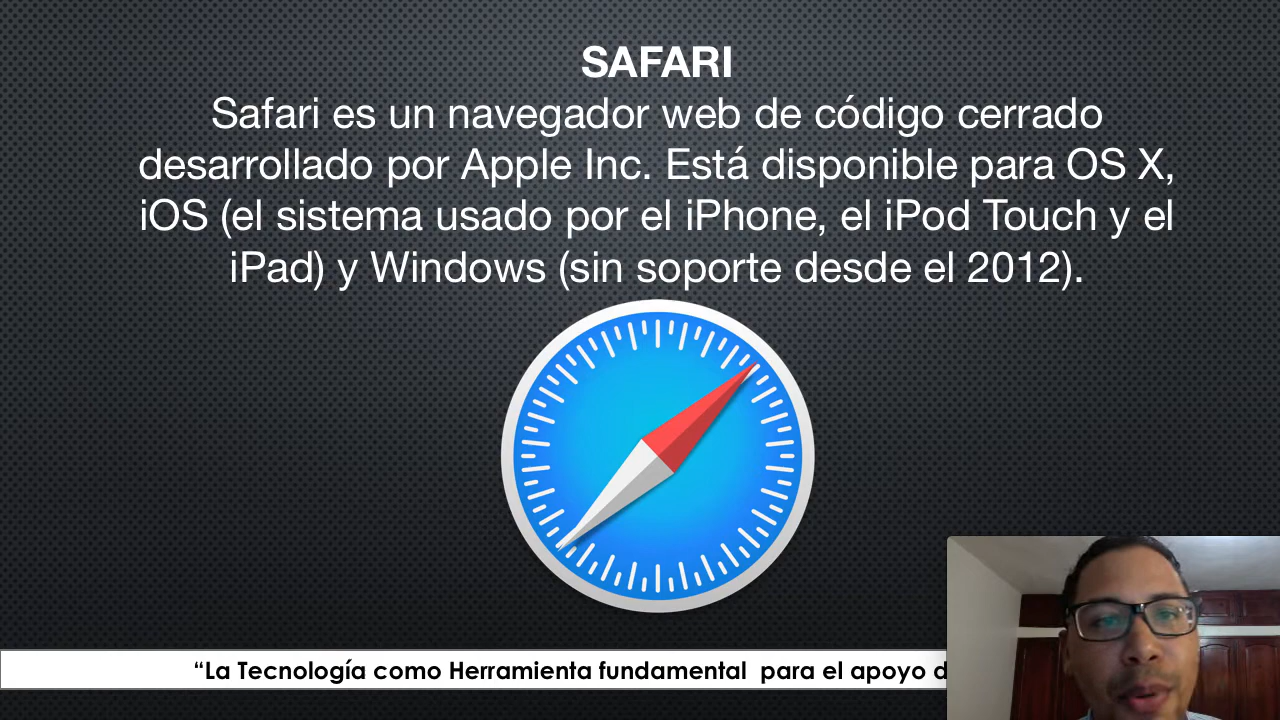 SAFARI
Safari es un navegador web de código cerrado
desarrollado por Apple Inc. Está disponible para OS X,
iOS (el sistema usado por el iPhone, el iPod Touch y el
iPad) y Windows (sin soporte desde el 2012).
“La Tecnología como Herramienta fundamental  para el apoyo